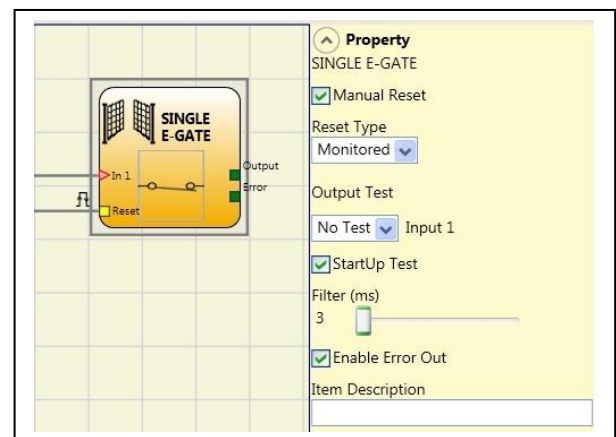 SINGLE
E-GATE
In 1
Reset
Output
Error
Property
SINGLE E-GATE
Manual Reset
Reset Type
Monitored
Output Test
No Test Input 1
StartUp Test
Filter (ms)
3
Enable Error Out
Item Description